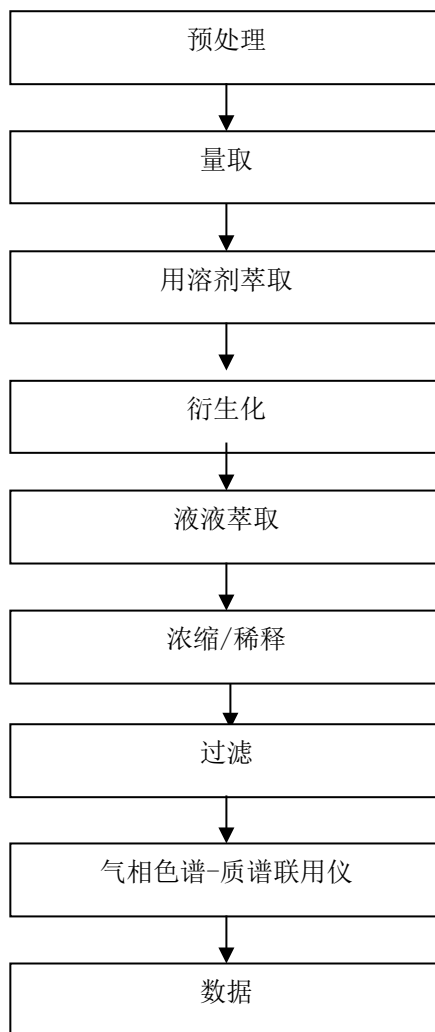 预处理
量取
用溶剂萃取
衍生化
液液萃取
浓缩/稀释
过滤
气相色谱-质谱联用仪
数据